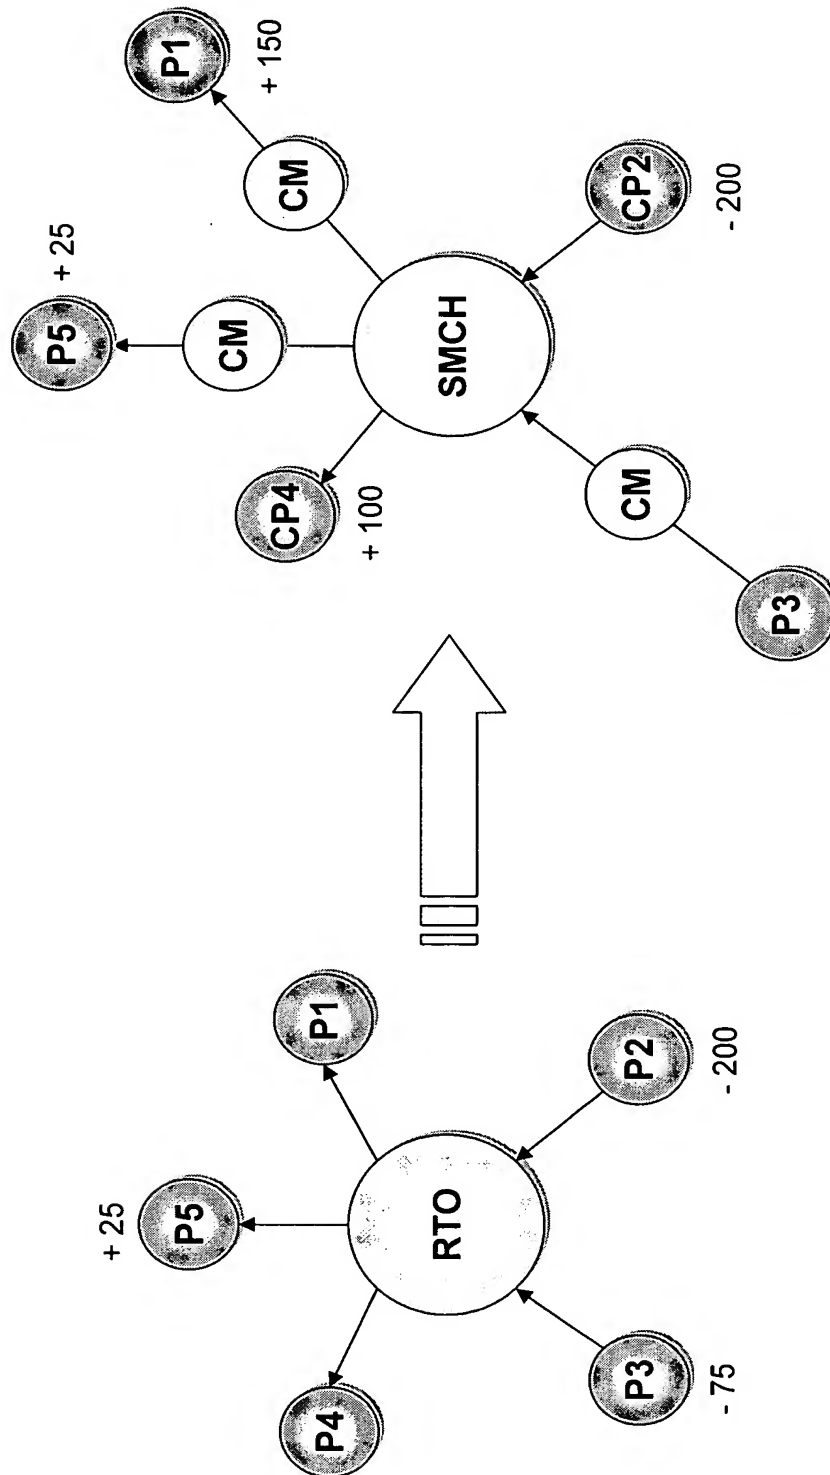 P5
+ 25
P4
P1
RTO
P3
- 75
P2
- 200
P5
+ 25
CM
P1
+ 150
CM
CP4
+ 100
SMCH
CM
P3
CP2
- 200